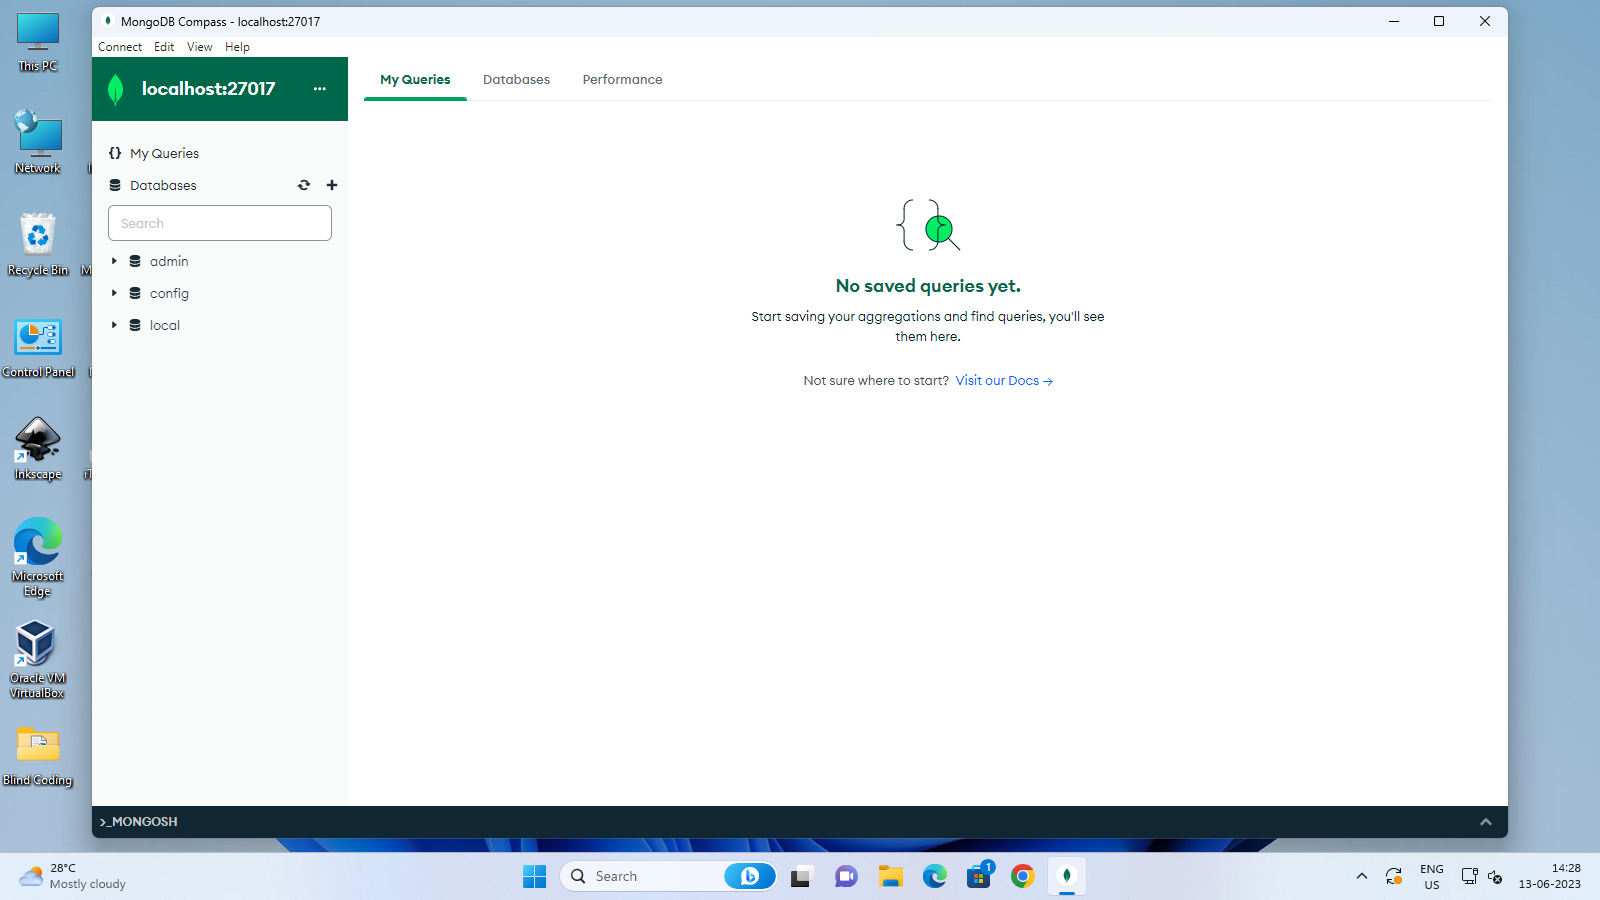 MongoDB Compass - localhost:27017
Connect Edit View Help
localhost:27017 ...
My Queries Databases Performance
{} My Queries
Databases
Search
admin
config
local
No saved queries yet.
Start saving your aggregations and find queries, you'll see
them here.
Not sure where to start? Visit our Docs →
>_MONGOSH
This PC
Network
Recycle Bin
Control Panel
Inkscape
Microsoft
Edge
Oracle VM
VirtualBox
Blind Coding
28°C
Mostly cloudy
Search
1
ENG
US
14:28
13-06-2023